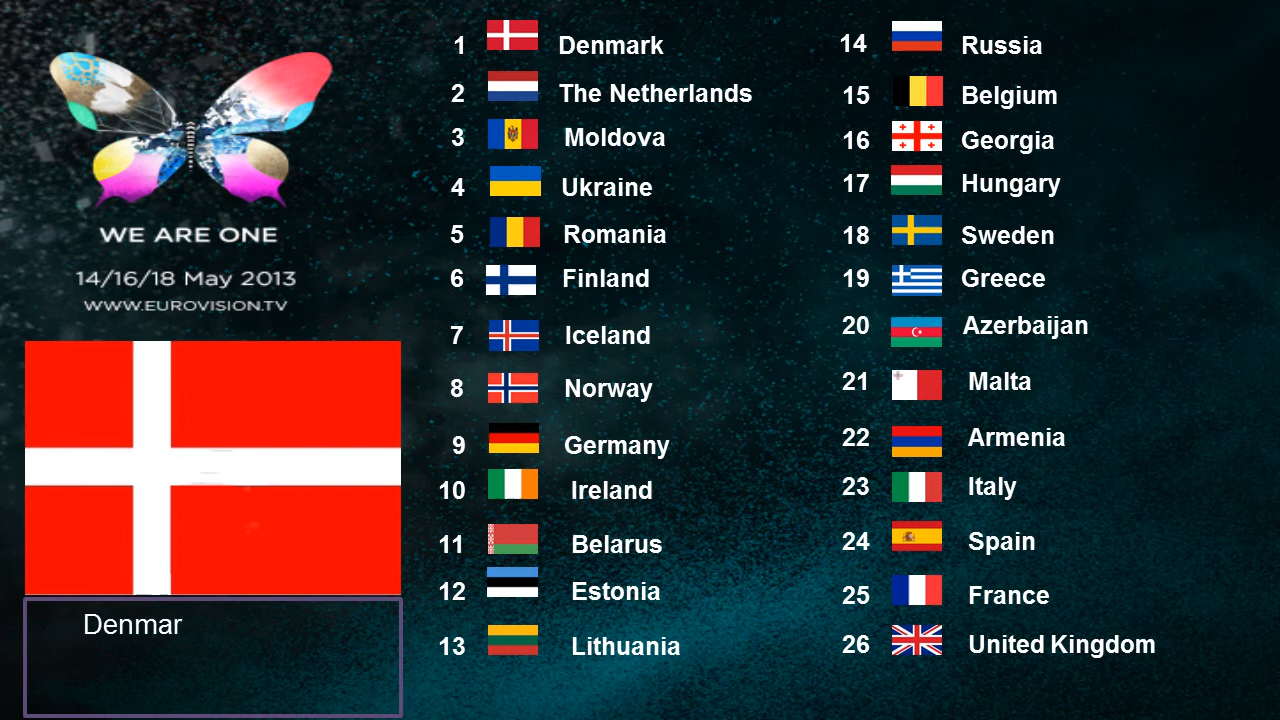 WE ARE ONE
14/16/18 May 2013
WWW.EUROVISION.TV
Denmar
1 Denmark
2 The Netherlands
3 Moldova
4 Ukraine
5 Romania
6 Finland
7 Iceland
8 Norway
9 Germany
10 Ireland
11 Belarus
12 Estonia
13 Lithuania
14 Russia
15 Belgium
16 Georgia
17 Hungary
18 Sweden
19 Greece
20 Azerbaijan
21 Malta
22 Armenia
23 Italy
24 Spain
25 France
26 United Kingdom